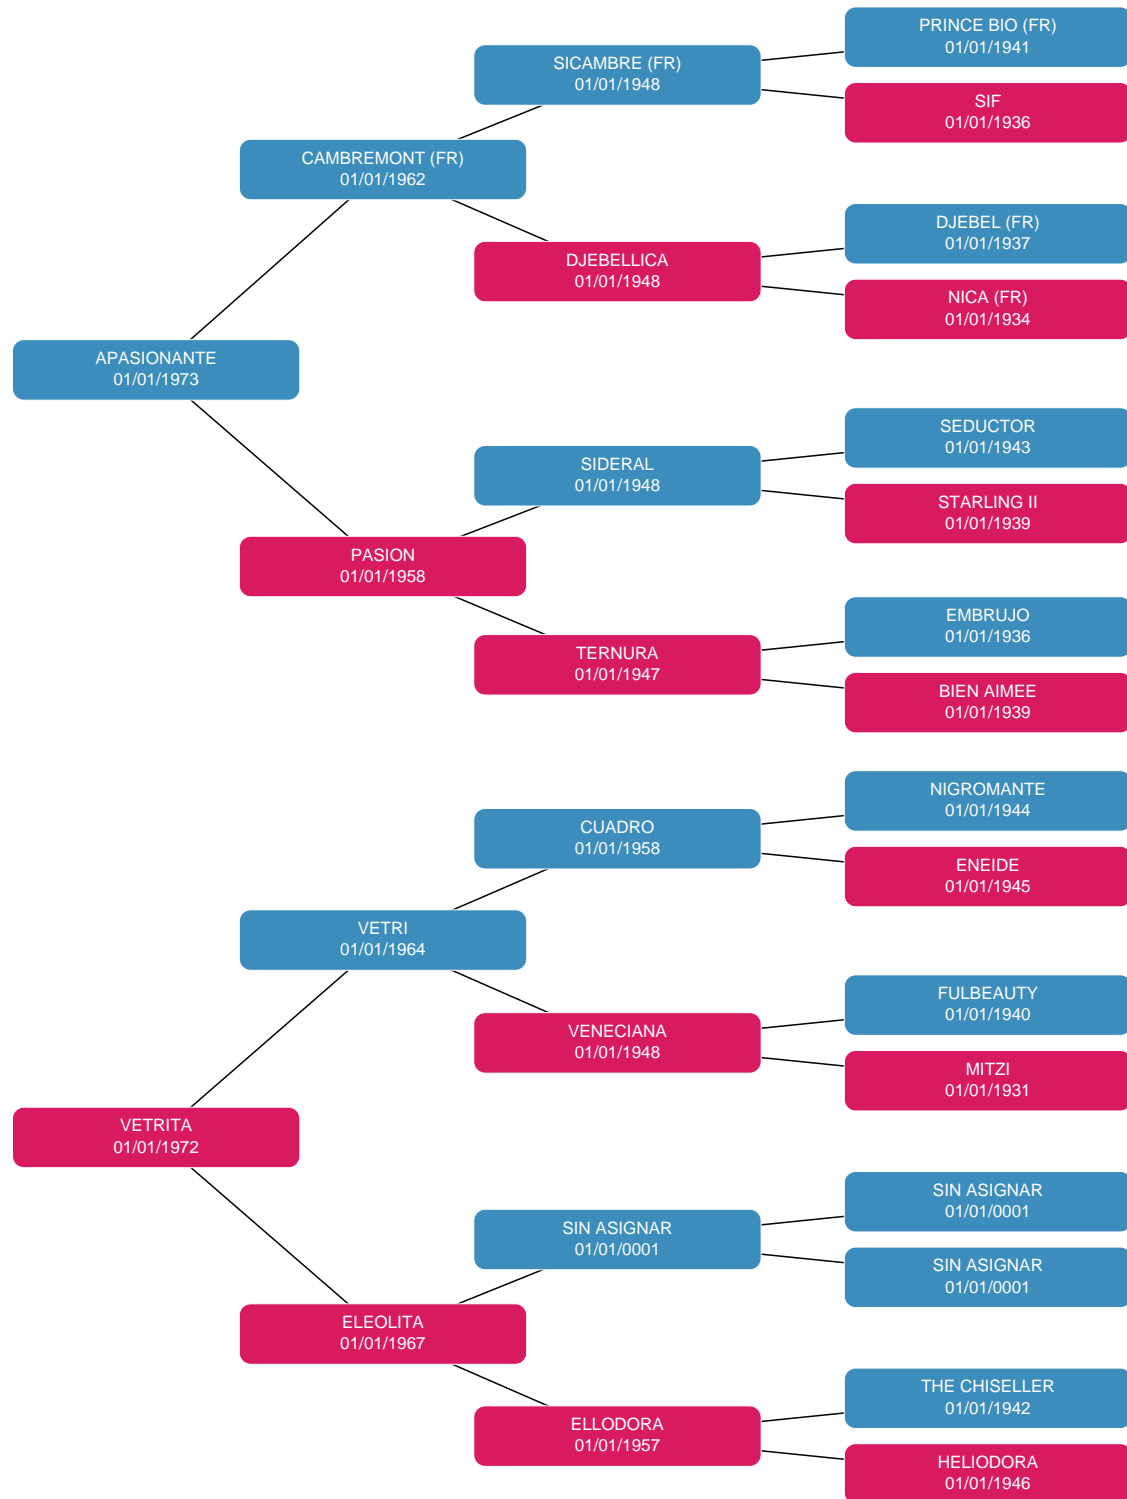 PRINCE BIO (FR)
01/01/1941
SICAMBRE (FR)
01/01/1948
SIF
01/01/1936
CAMBREMONT (FR)
01/01/1962
DJEBEL (FR)
01/01/1937
DJEBELLICA
01/01/1948
NICA (FR)
01/01/1934
APASIONANTE
01/01/1973
SEDUCTOR
01/01/1943
SIDERAL
01/01/1948
STARLING II
01/01/1939
PASION
01/01/1958
EMBRUJO
01/01/1936
TERNURA
01/01/1947
BIEN AIMEE
01/01/1939
NIGROMANTE
01/01/1944
CUADRO
01/01/1958
ENEIDE
01/01/1945
VETRI
01/01/1964
FULBEAUTY
01/01/1940
VENECIANA
01/01/1948
MITZI
01/01/1931
VETRITA
01/01/1972
SIN ASIGNAR
01/01/0001
SIN ASIGNAR
01/01/0001
SIN ASIGNAR
01/01/0001
ELEOLITA
01/01/1967
THE CHISELLER
01/01/1942
ELLODORA
01/01/1957
HELIODORA
01/01/1946